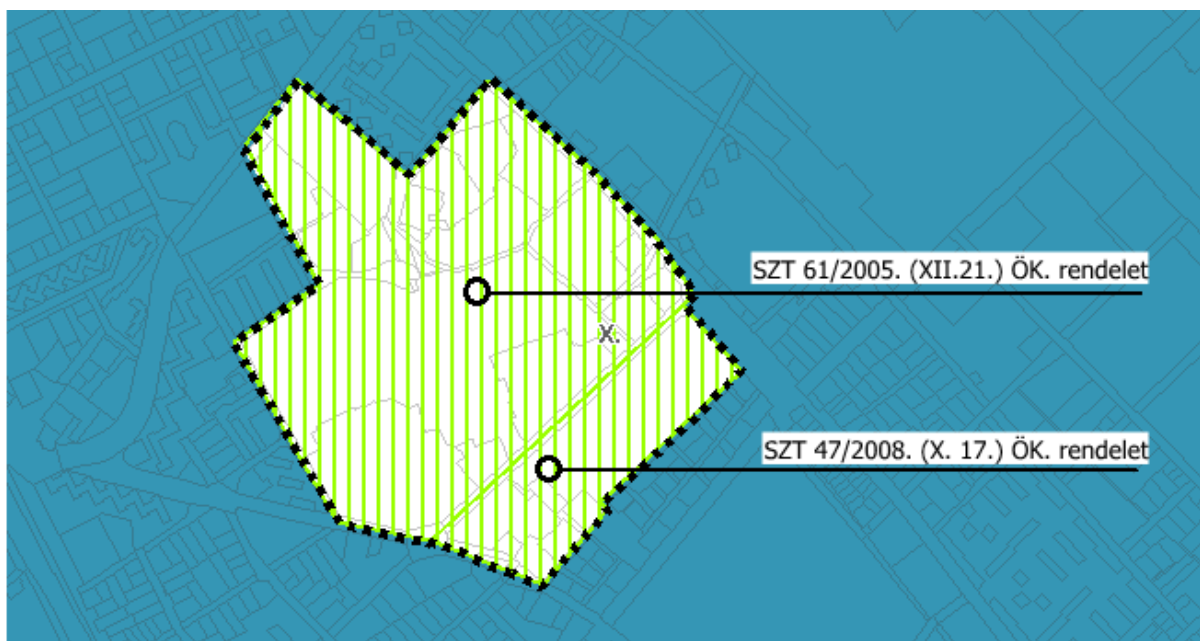 SZT 61/2005. (XII.21.) ÖK. rendelet
X.
SZT 47/2008. (X. 17.) ÖK. rendelet